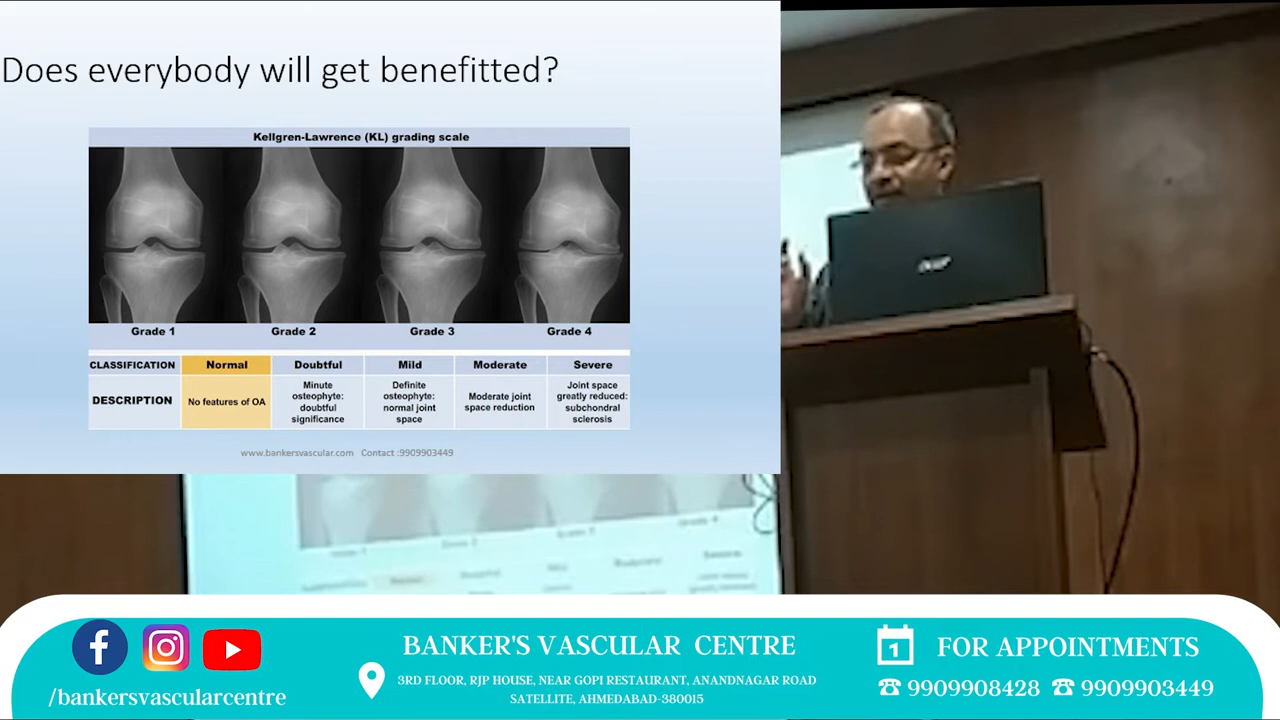 Does everybody will get benefitted?
Kellgren-Lawrence (KL) grading scale
Grade 1 Grade 2 Grade 3 Grade 4
CLASSIFICATION Normal Doubtful Mild Moderate Severe
DESCRIPTION
No features of OA
Minute
osteophyte:
doubtful
significance
Definite
osteophyte:
normal joint
space
Moderate joint
space reduction
Joint space
greatly reduced:
subchondral
sclerosis
www.bankersvascular.com Contact :9909903449
acer
/bankersvascularcentre
BANKER'S VASCULAR CENTRE
3RD FLOOR, RJP HOUSE, NEAR GOPI RESTAURANT, ANANDNAGAR ROAD
SATELLITE, AHMEDABAD-380015
1 FOR APPOINTMENTS
9909908428 9909903449